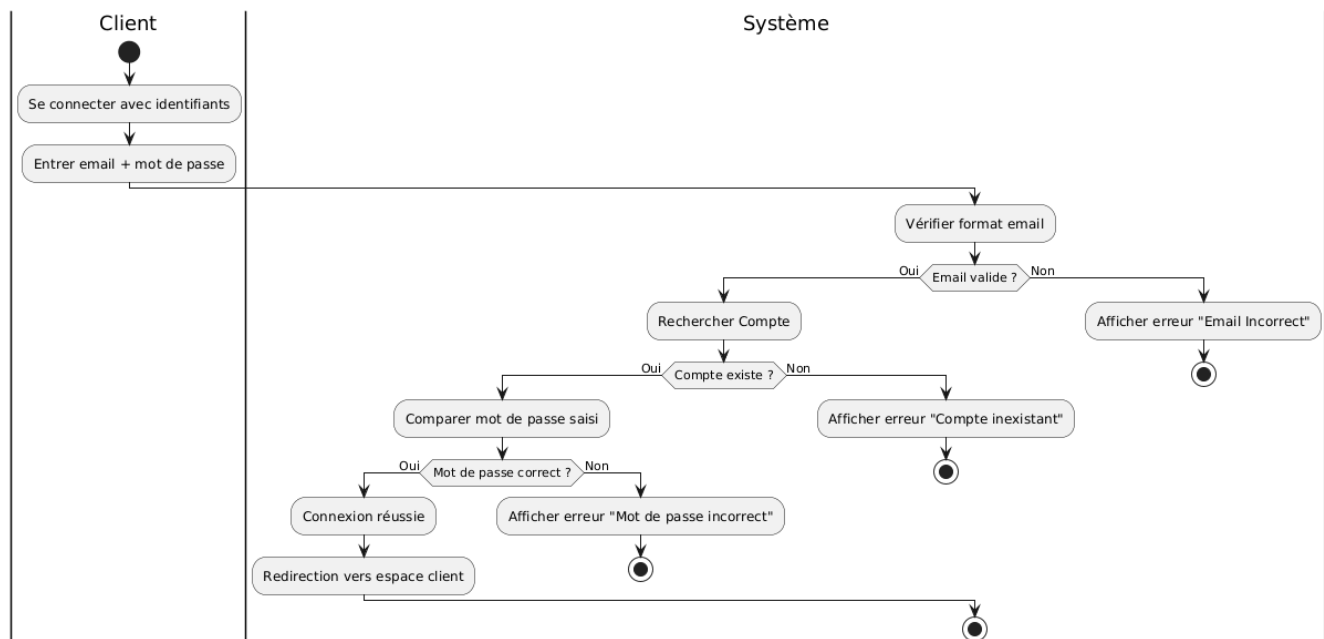 Client
Système
Se connecter avec identifiants
Entrer email + mot de passe
Vérifier format email
Oui
Email valide ?
Non
Rechercher Compte
Afficher erreur "Email Incorrect"
Oui
Compte existe ?
Non
Comparer mot de passe saisi
Afficher erreur "Compte inexistant"
Oui
Mot de passe correct ?
Non
Connexion réussie
Afficher erreur "Mot de passe incorrect"
Redirection vers espace client